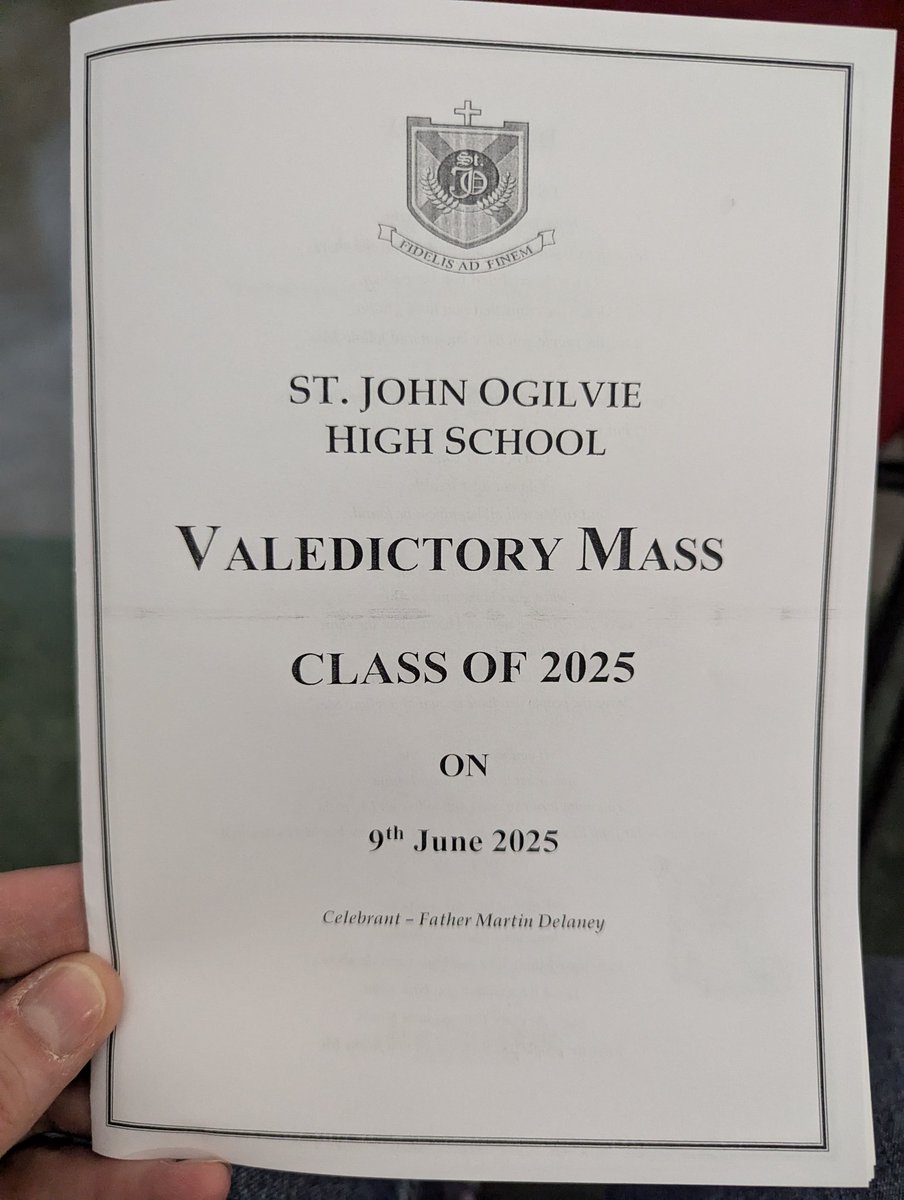 St.
JO
FIDELIS AD FINEM
ST. JOHN OGILVIE
HIGH SCHOOL
VALEDICTORY MASS
CLASS OF 2025
ON
9th June 2025
Celebrant – Father Martin Delaney